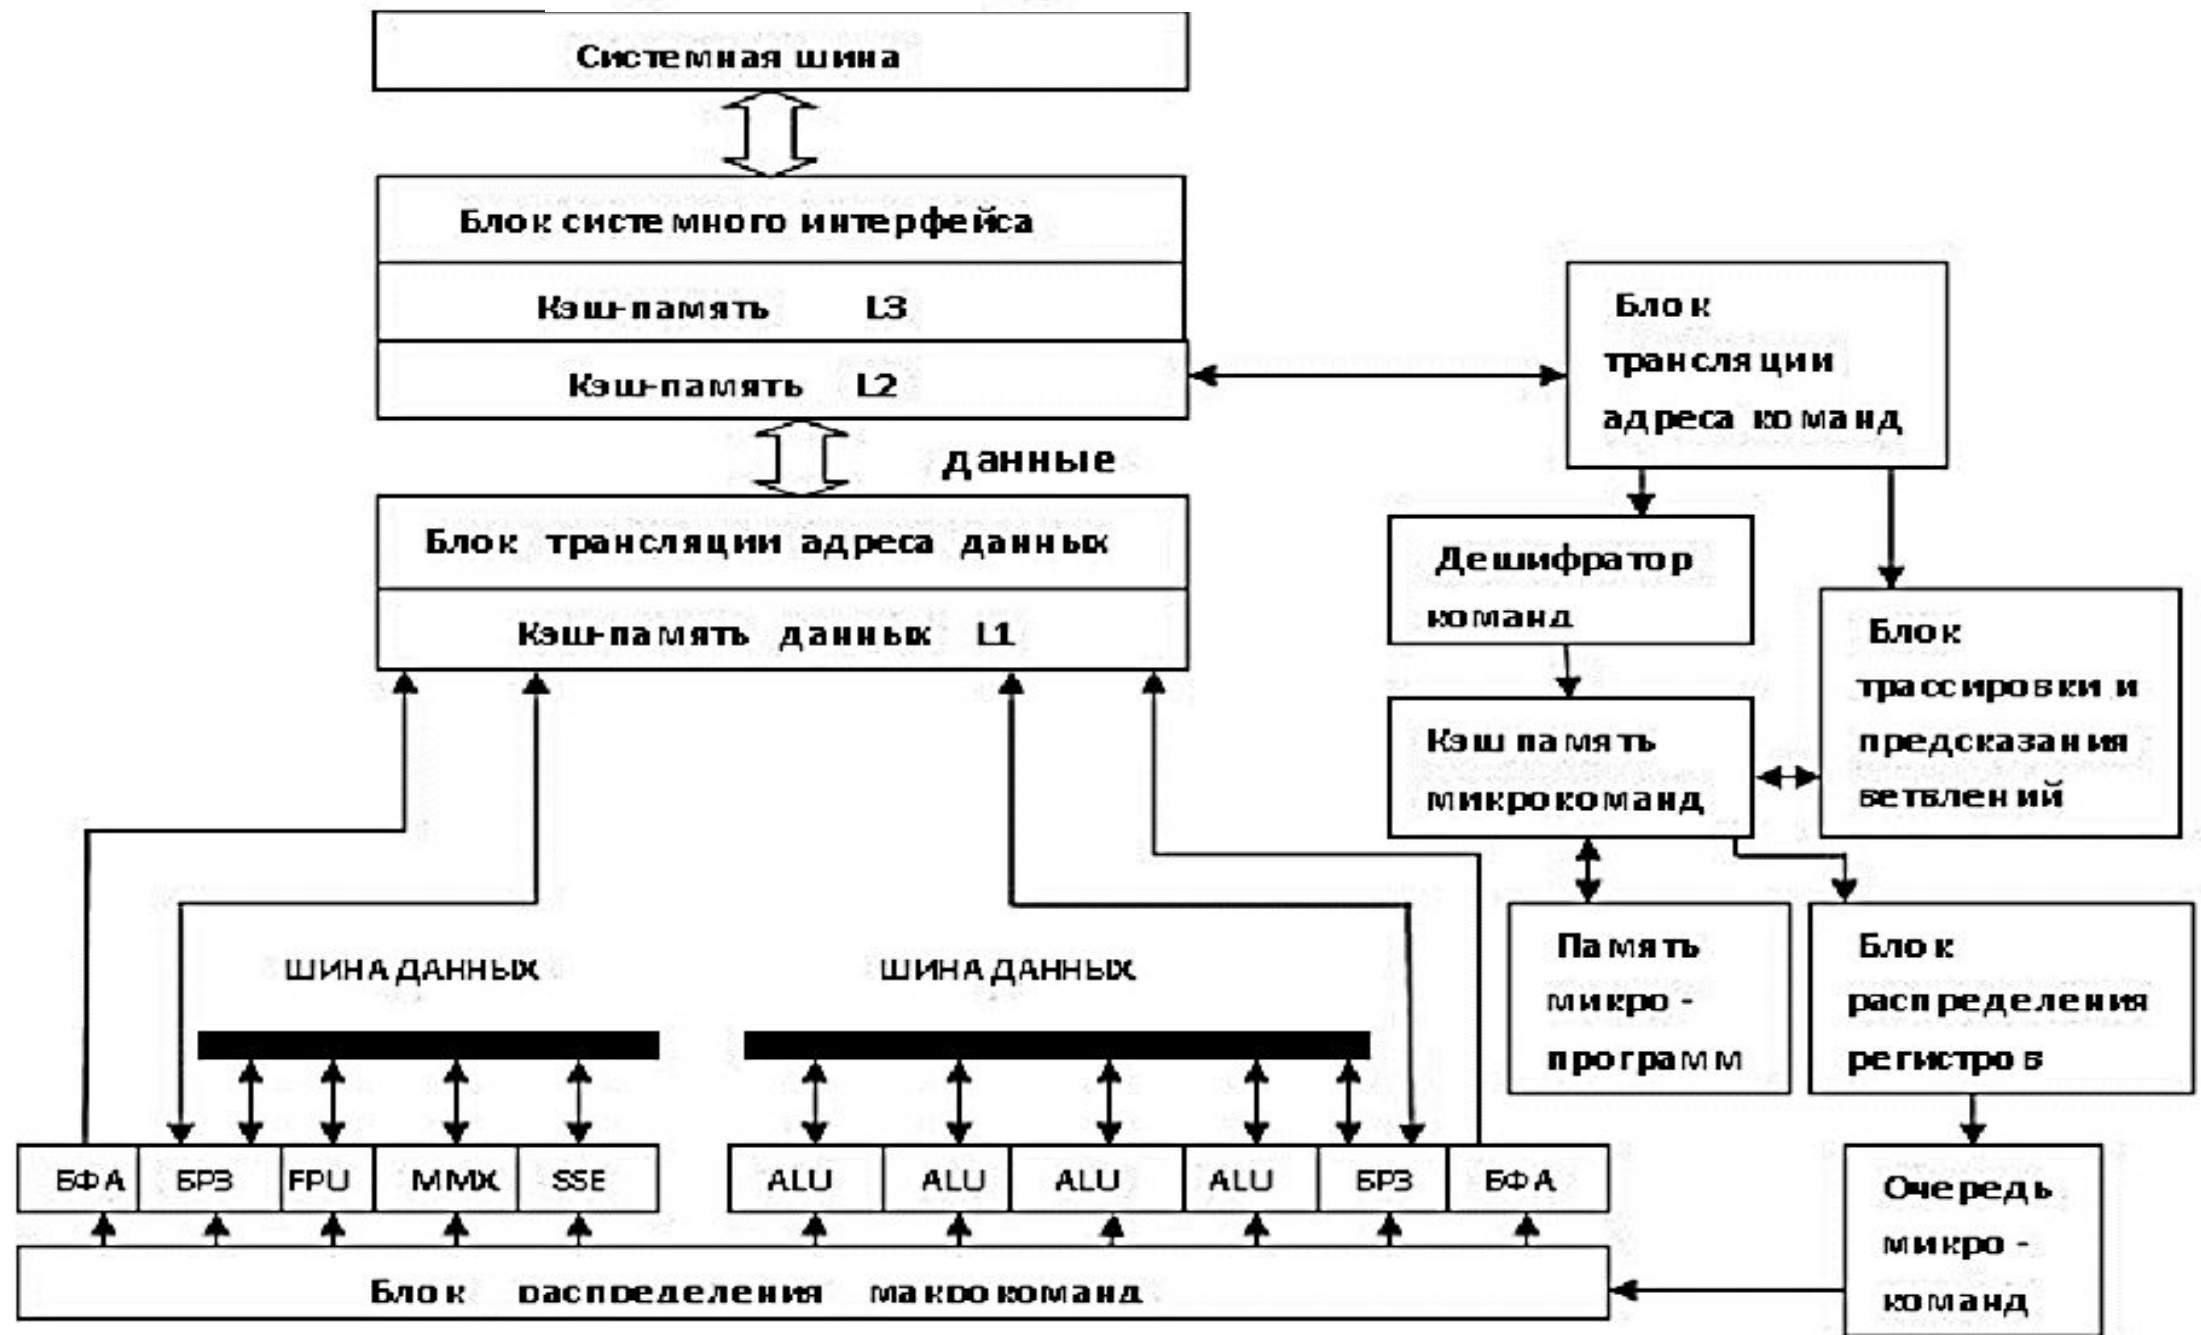 Системная шина
Блок системного интерфейса
Кэш-память L3
Кэш-память L2
данные
Блок трансляции адреса данных
Кэш-память данных L1
Блок
трансляции
адреса команд
Дешифратор
команд
Блок
трассировки и
предсказания
ветвлений
Кэш память
микрокоманд
Память
микро -
программ
Блок
распределения
регистров
ШИНА ДАННЫХ
ШИНА ДАННЫХ
БФА БРЗ FPU MMX SSE
ALU ALU ALU ALU БРЗ БФА
Очередь
микро -
команд
Блок распределения макрокоманд